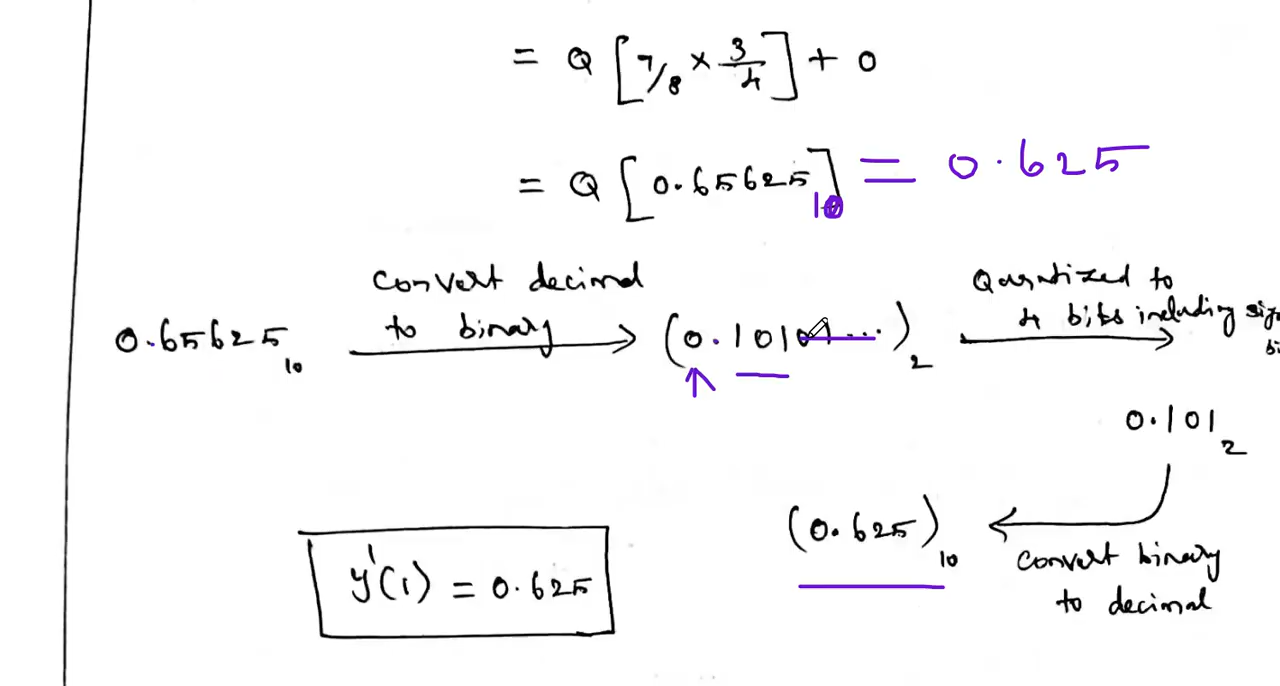 = Q [7/8 × 3/4] + 0
= Q [0.65625]10 = 0.625
Convert decimal to binary
Quantized to 4 bits including sig
0.65625 10
(0.10101...)2
0.101 2
(0.625)10
Convert binary to decimal
y'(1) = 0.625